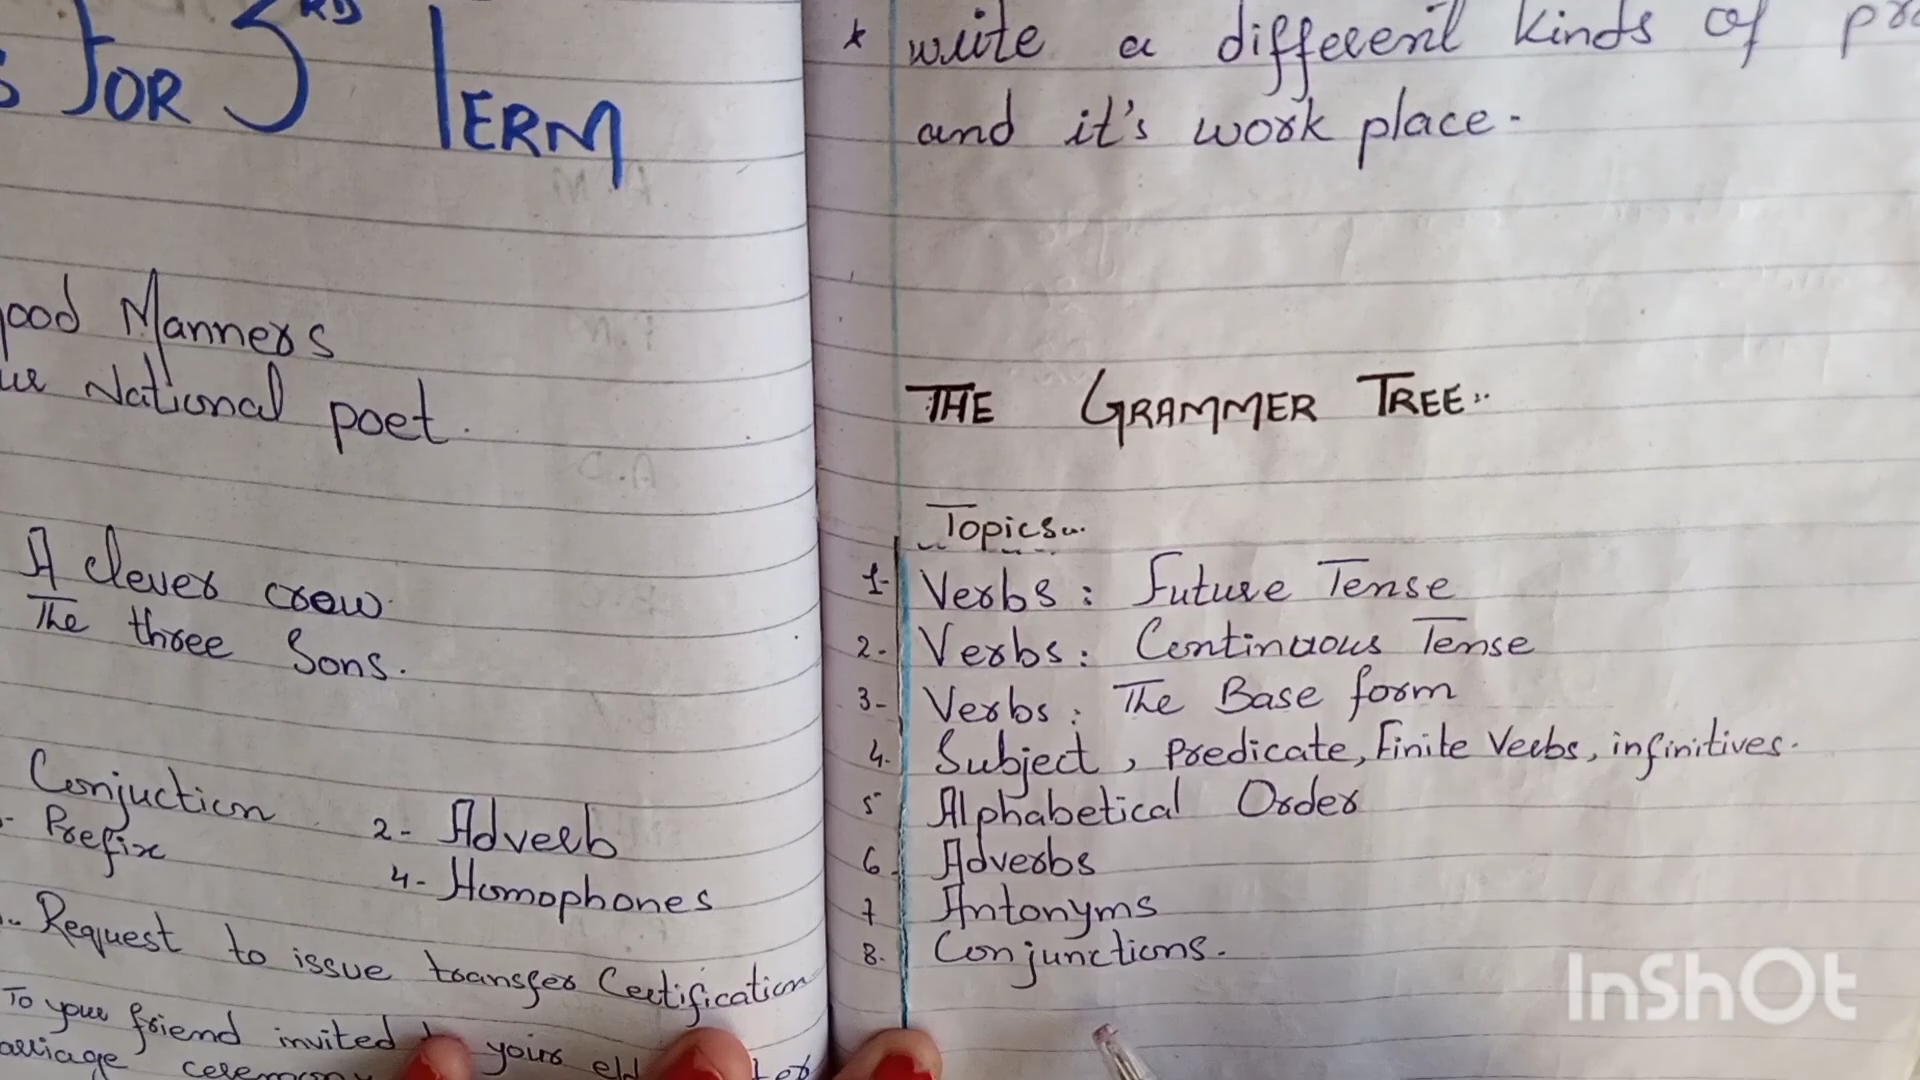 FOR 3RD TERM
Good Manners
National poet.
A clever crow.
The three Sons.
Conjuction 2- Adverb
Prefix 4- Homophones
Request to issue transfer Certification
To your friend invited yours
ceremony
* write a different kinds of
and it's work place.
THE GRAMMER TREE..
Topics...
1- Verbs: Future Tense
2- Verbs: Continuous Tense
3- Verbs: The Base form
4. Subject, Predicate, Finite Verbs, infinitives.
5 Alphabetical Order
6. Adverbs
7 Antonyms
8. Conjunctions.
InShOt